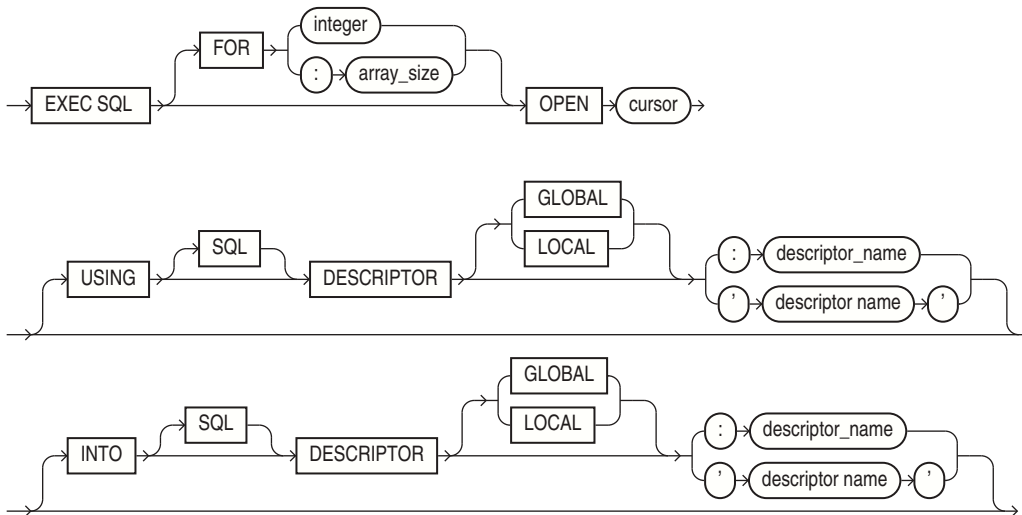 integer
FOR
: array_size
EXEC SQL OPEN cursor
GLOBAL
SQL LOCAL : descriptor_name
USING DESCRIPTOR ' descriptor name '
GLOBAL
SQL LOCAL : descriptor_name
INTO DESCRIPTOR ' descriptor name '